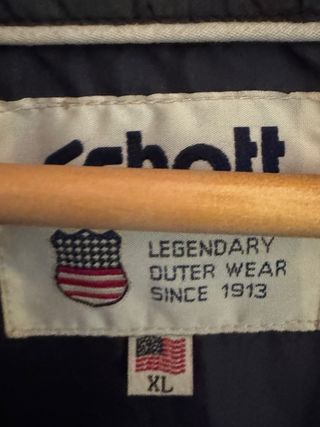 Schott
LEGENDARY
OUTER WEAR
SINCE 1913
XL